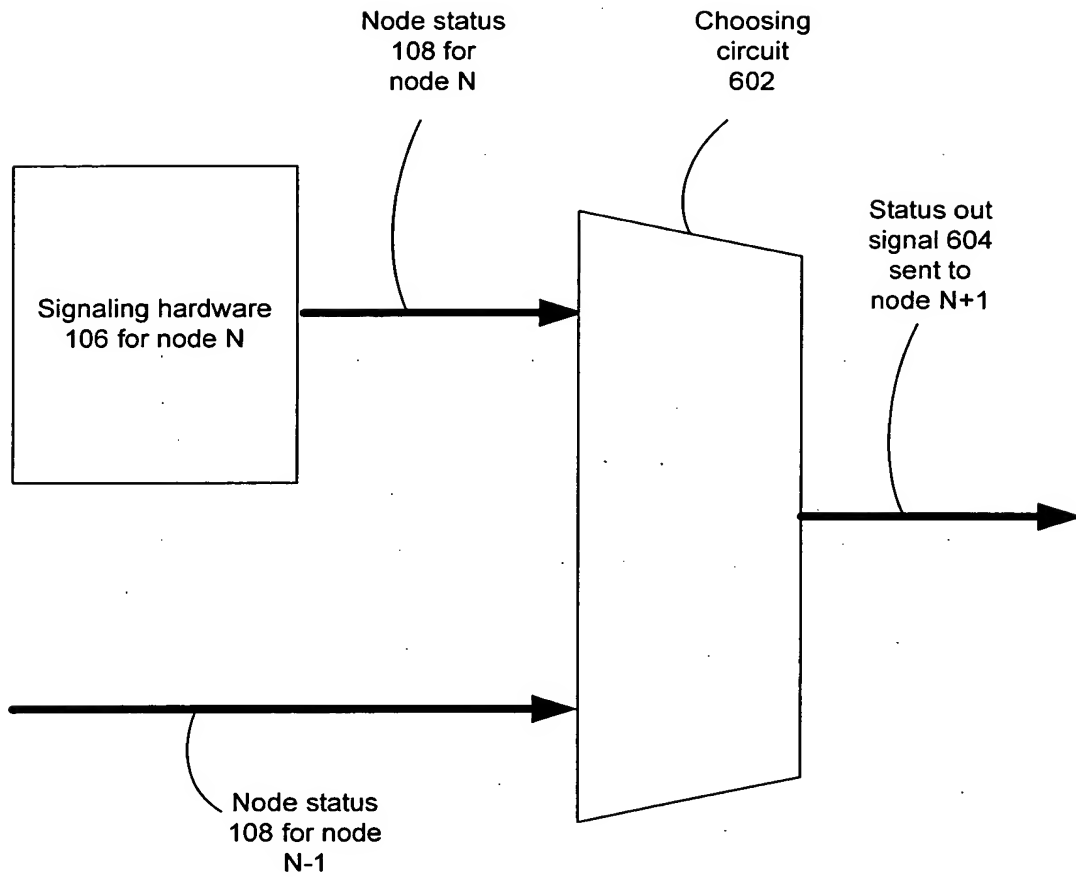 Node status
108 for
node N
Choosing
circuit
602
Status out
signal 604
sent to
node N+1
Signaling hardware
106 for node N
Node status
108 for node
N-1